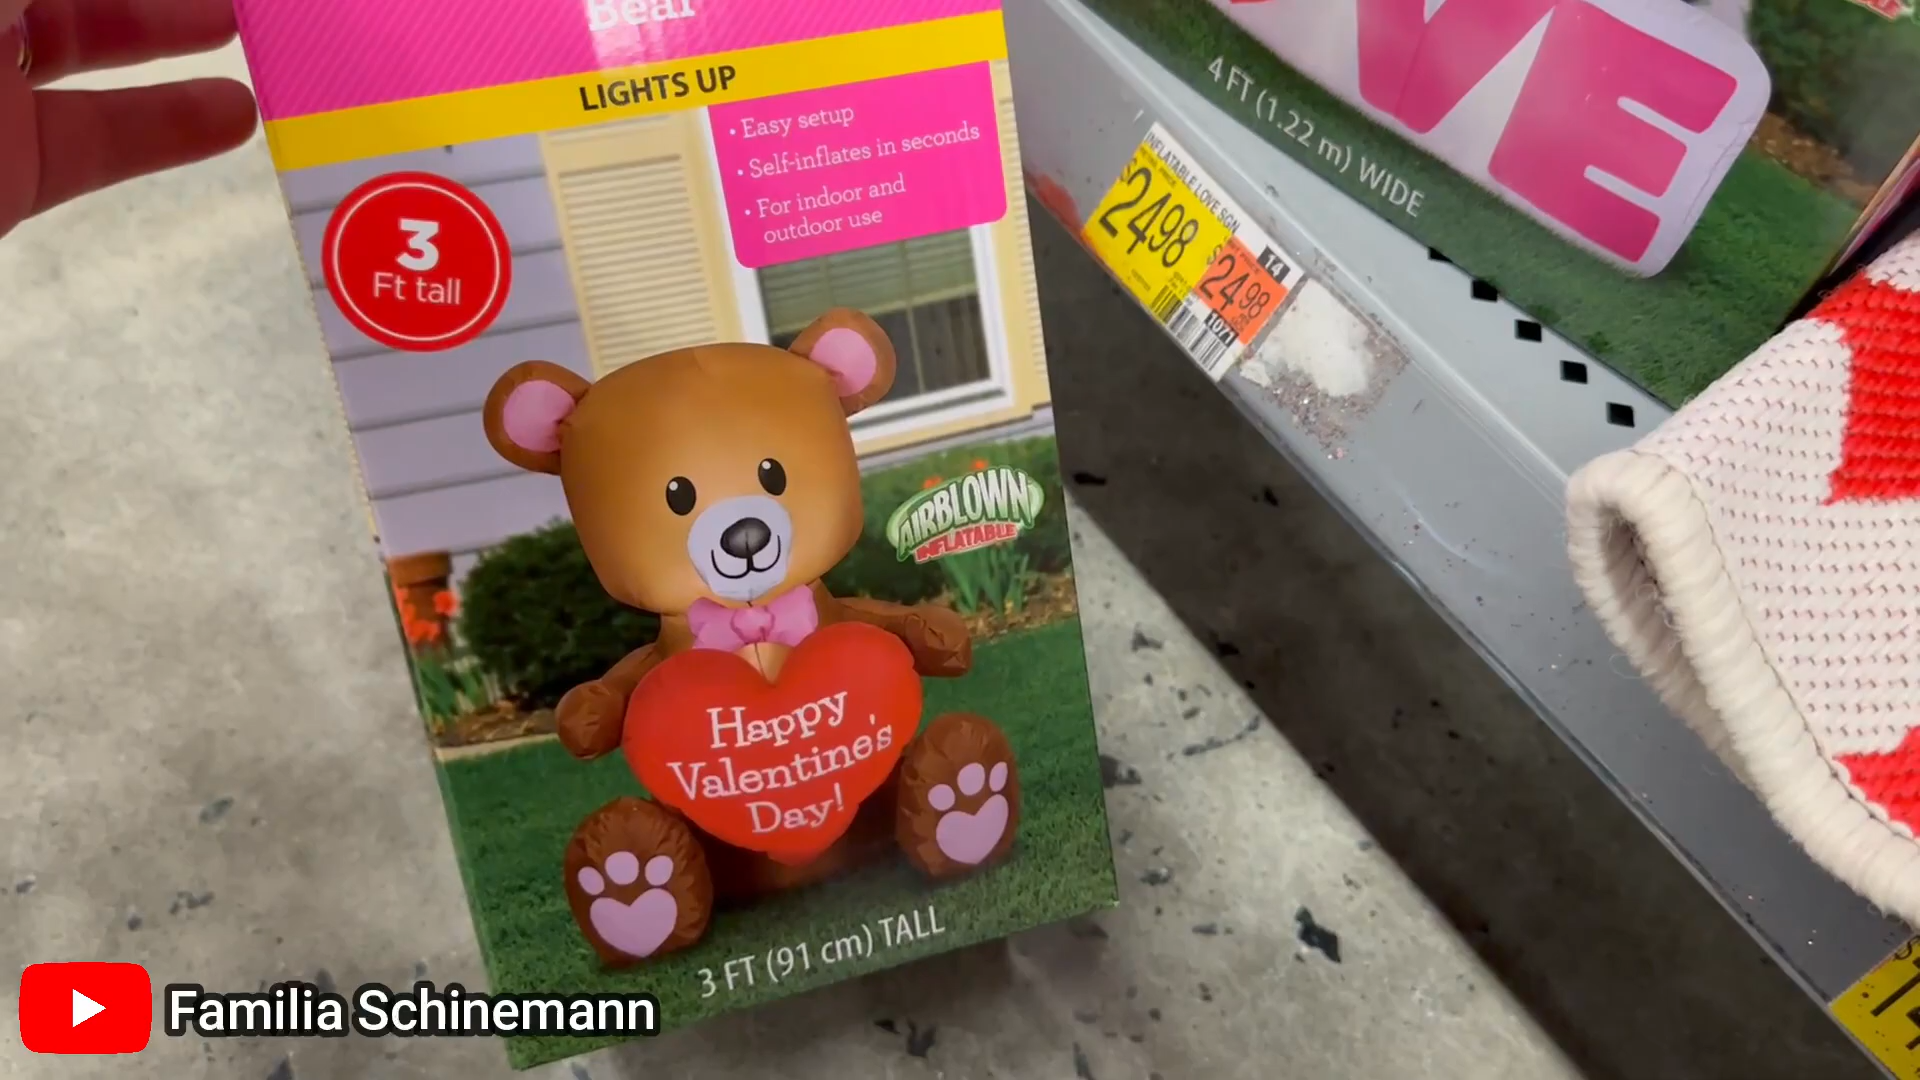 Bear
LIGHTS UP
• Easy setup
• Self-inflates in seconds
• For indoor and
outdoor use
3
Ft tall
AIRBLOWN
INFLATABLE
Happy
Valentine's
Day!
3 FT (91 cm) TALL
VE
4 FT (1.22 m) WIDE
INFLATABLE LOVE SGN
$2498
14
$2498
1077
Familia Schinemann